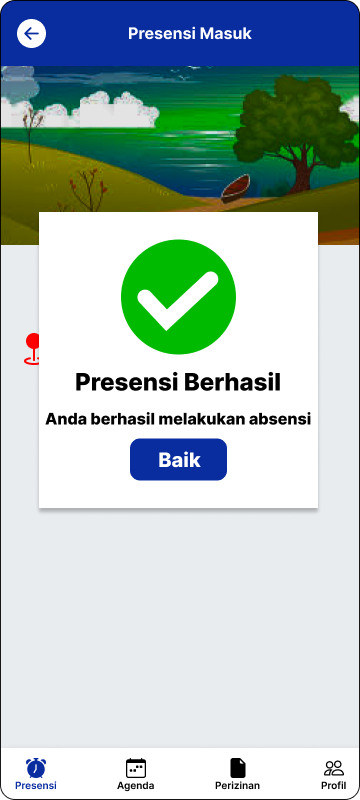 Presensi Masuk
Presensi Berhasil
Anda berhasil melakukan absensi
Baik
Presensi
Agenda
Perizinan
Profil